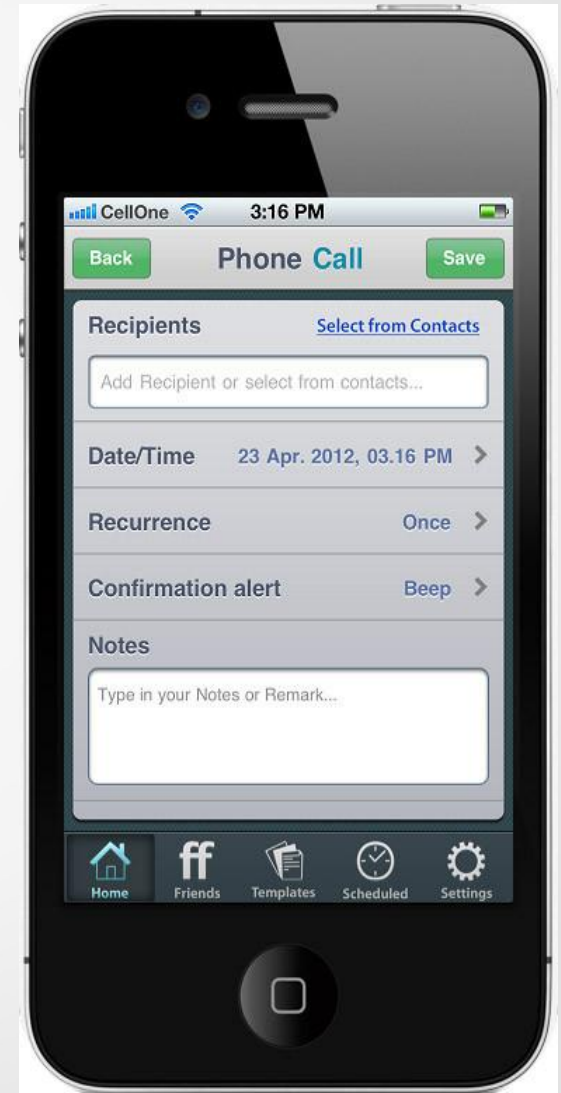 CellOne 3:16 PM
Back Phone Call Save
Recipients Select from Contacts
Add Recipient or select from contacts...
Date/Time 23 Apr. 2012, 03.16 PM
Recurrence Once
Confirmation alert Beep
Notes
Type in your Notes or Remark...
ff
Home Friends Templates Scheduled Settings